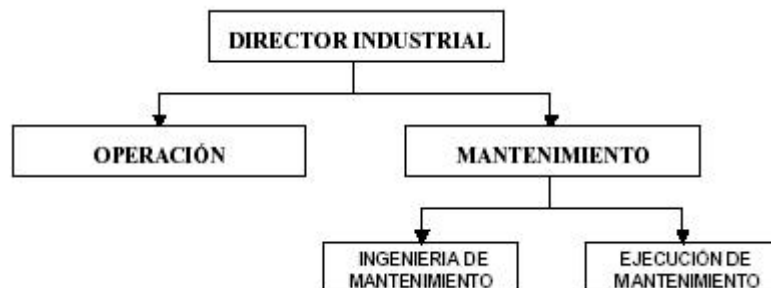 DIRECTOR INDUSTRIAL
OPERACIÓN
MANTENIMIENTO
INGENIERIA DE
MANTENIMIENTO
EJECUCIÓN DE
MANTENIMIENTO